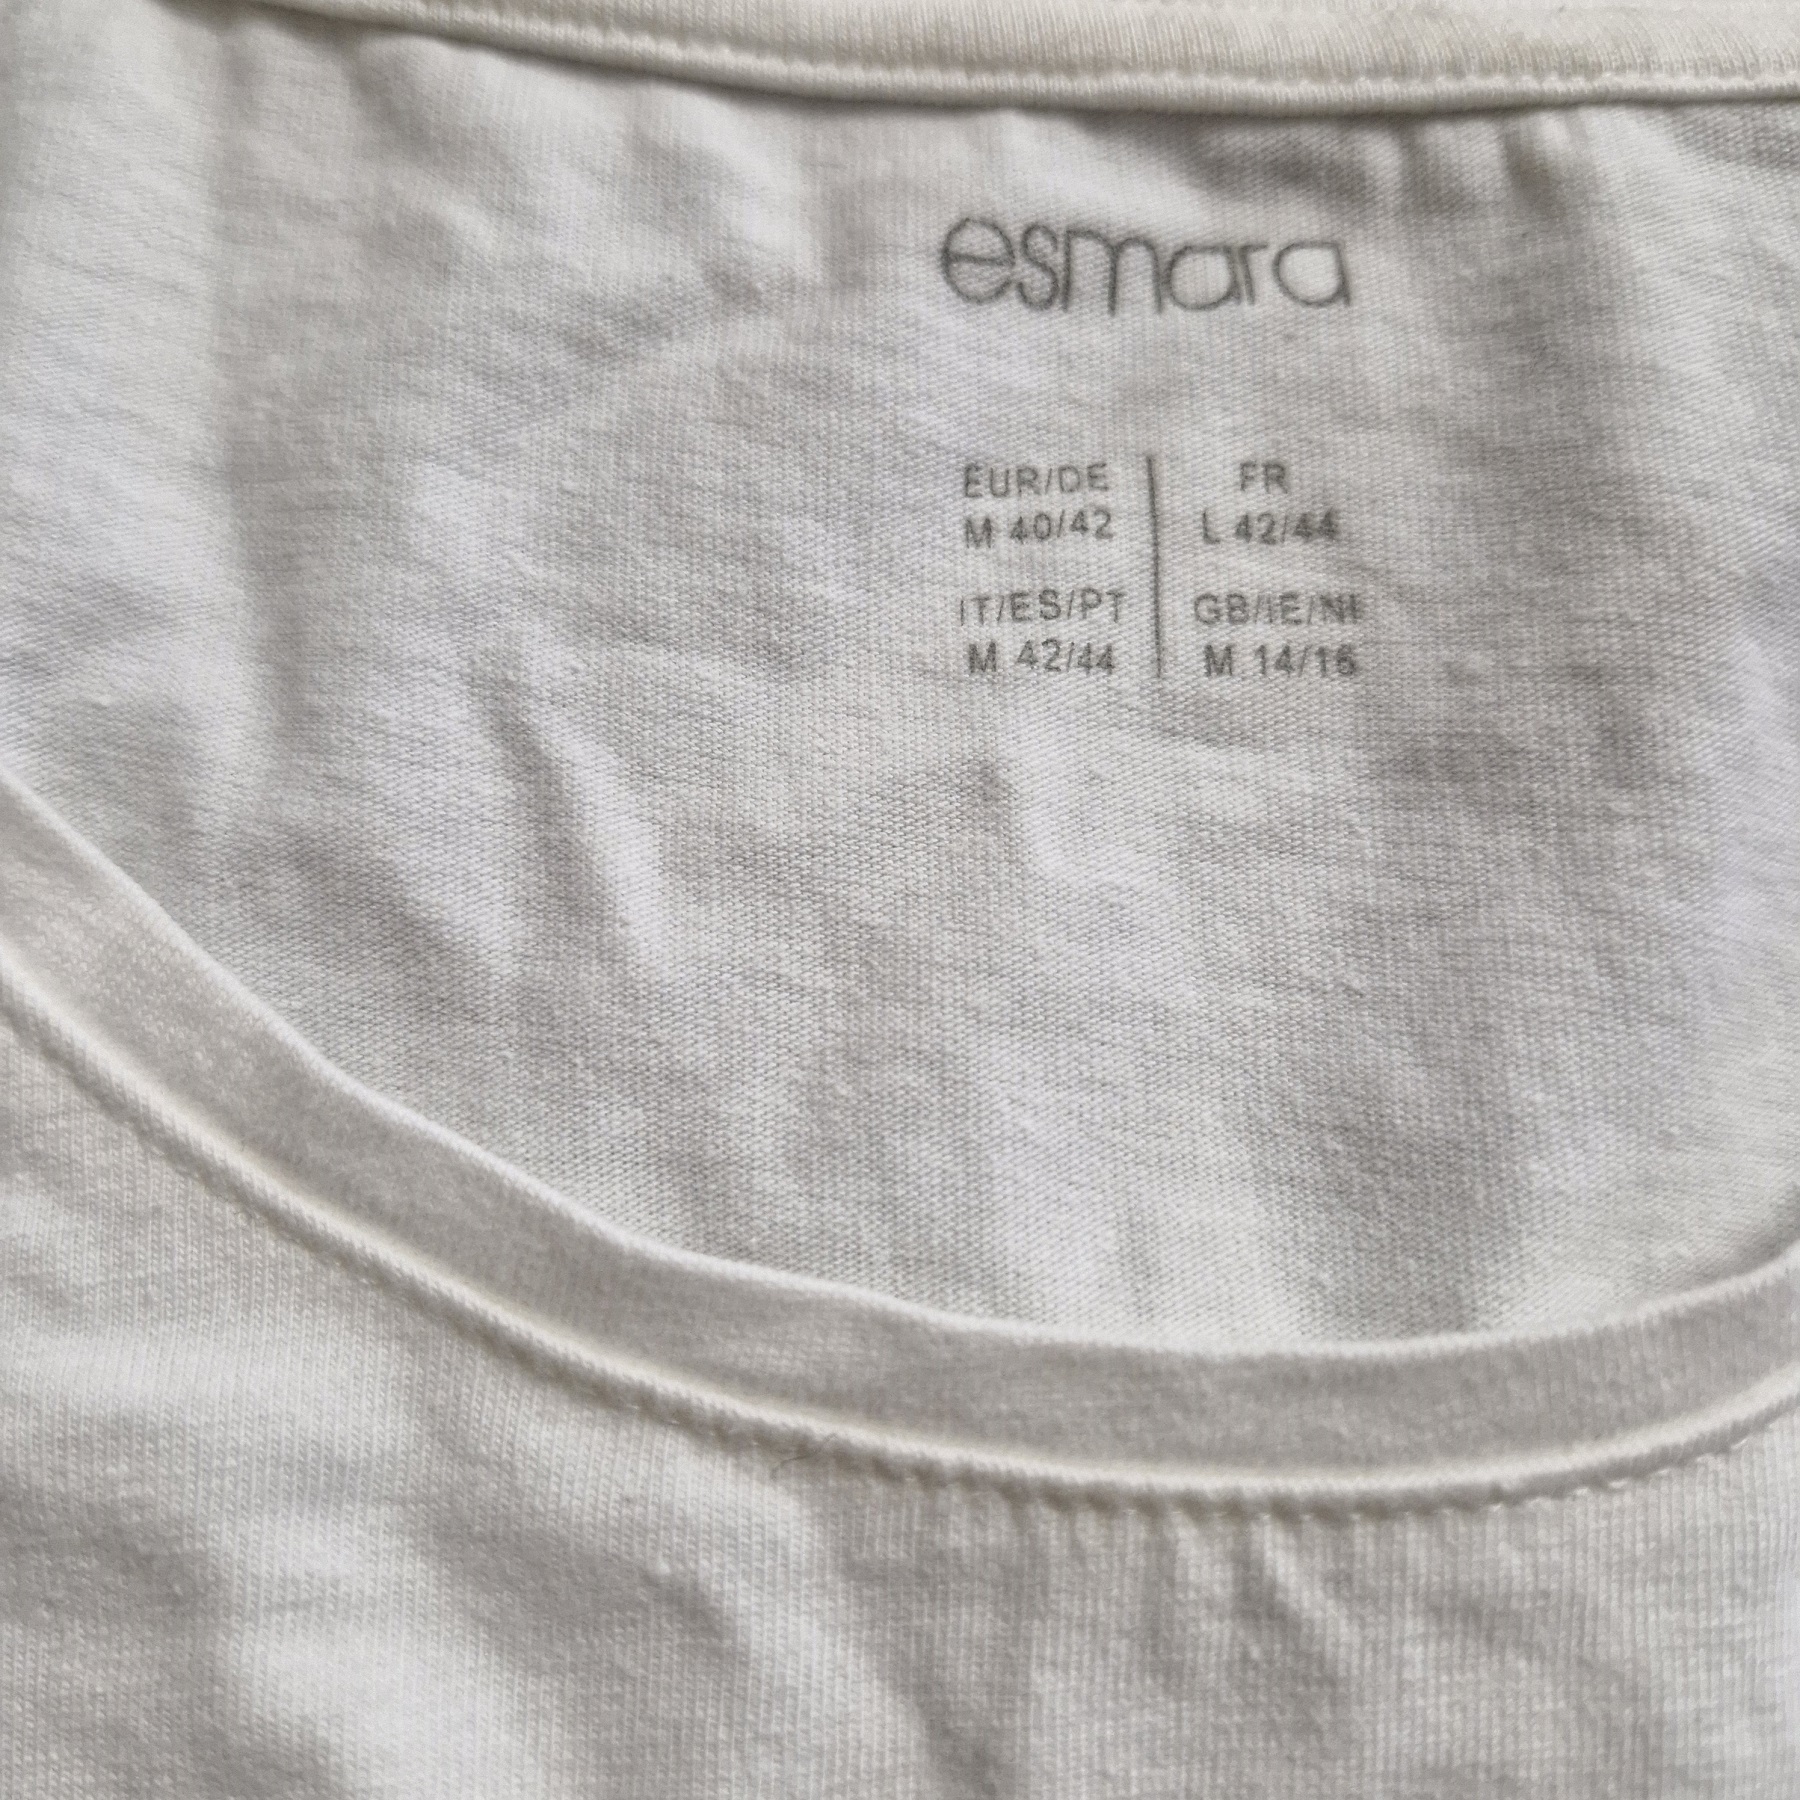 esmara
EUR/DE
M 40/42
FR
L 42/44
IT/ES/PT
M 42/44
GB/IE/NI
M 14/16